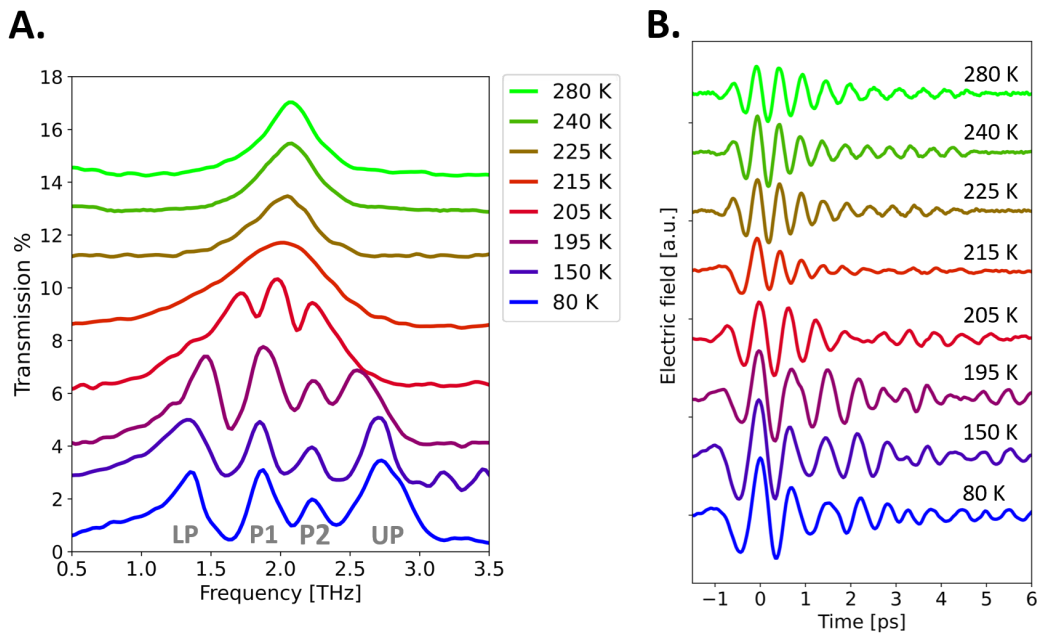 A.
18
16
14
12
10
8
6
4
2
0
Transmission %
0.5 1.0 1.5 2.0 2.5 3.0 3.5
Frequency [THz]
LP P1 P2 UP
280 K
240 K
225 K
215 K
205 K
195 K
150 K
80 K
B.
280 K
240 K
225 K
215 K
205 K
195 K
150 K
80 K
Electric field [a.u.]
−1 0 1 2 3 4 5 6
Time [ps]